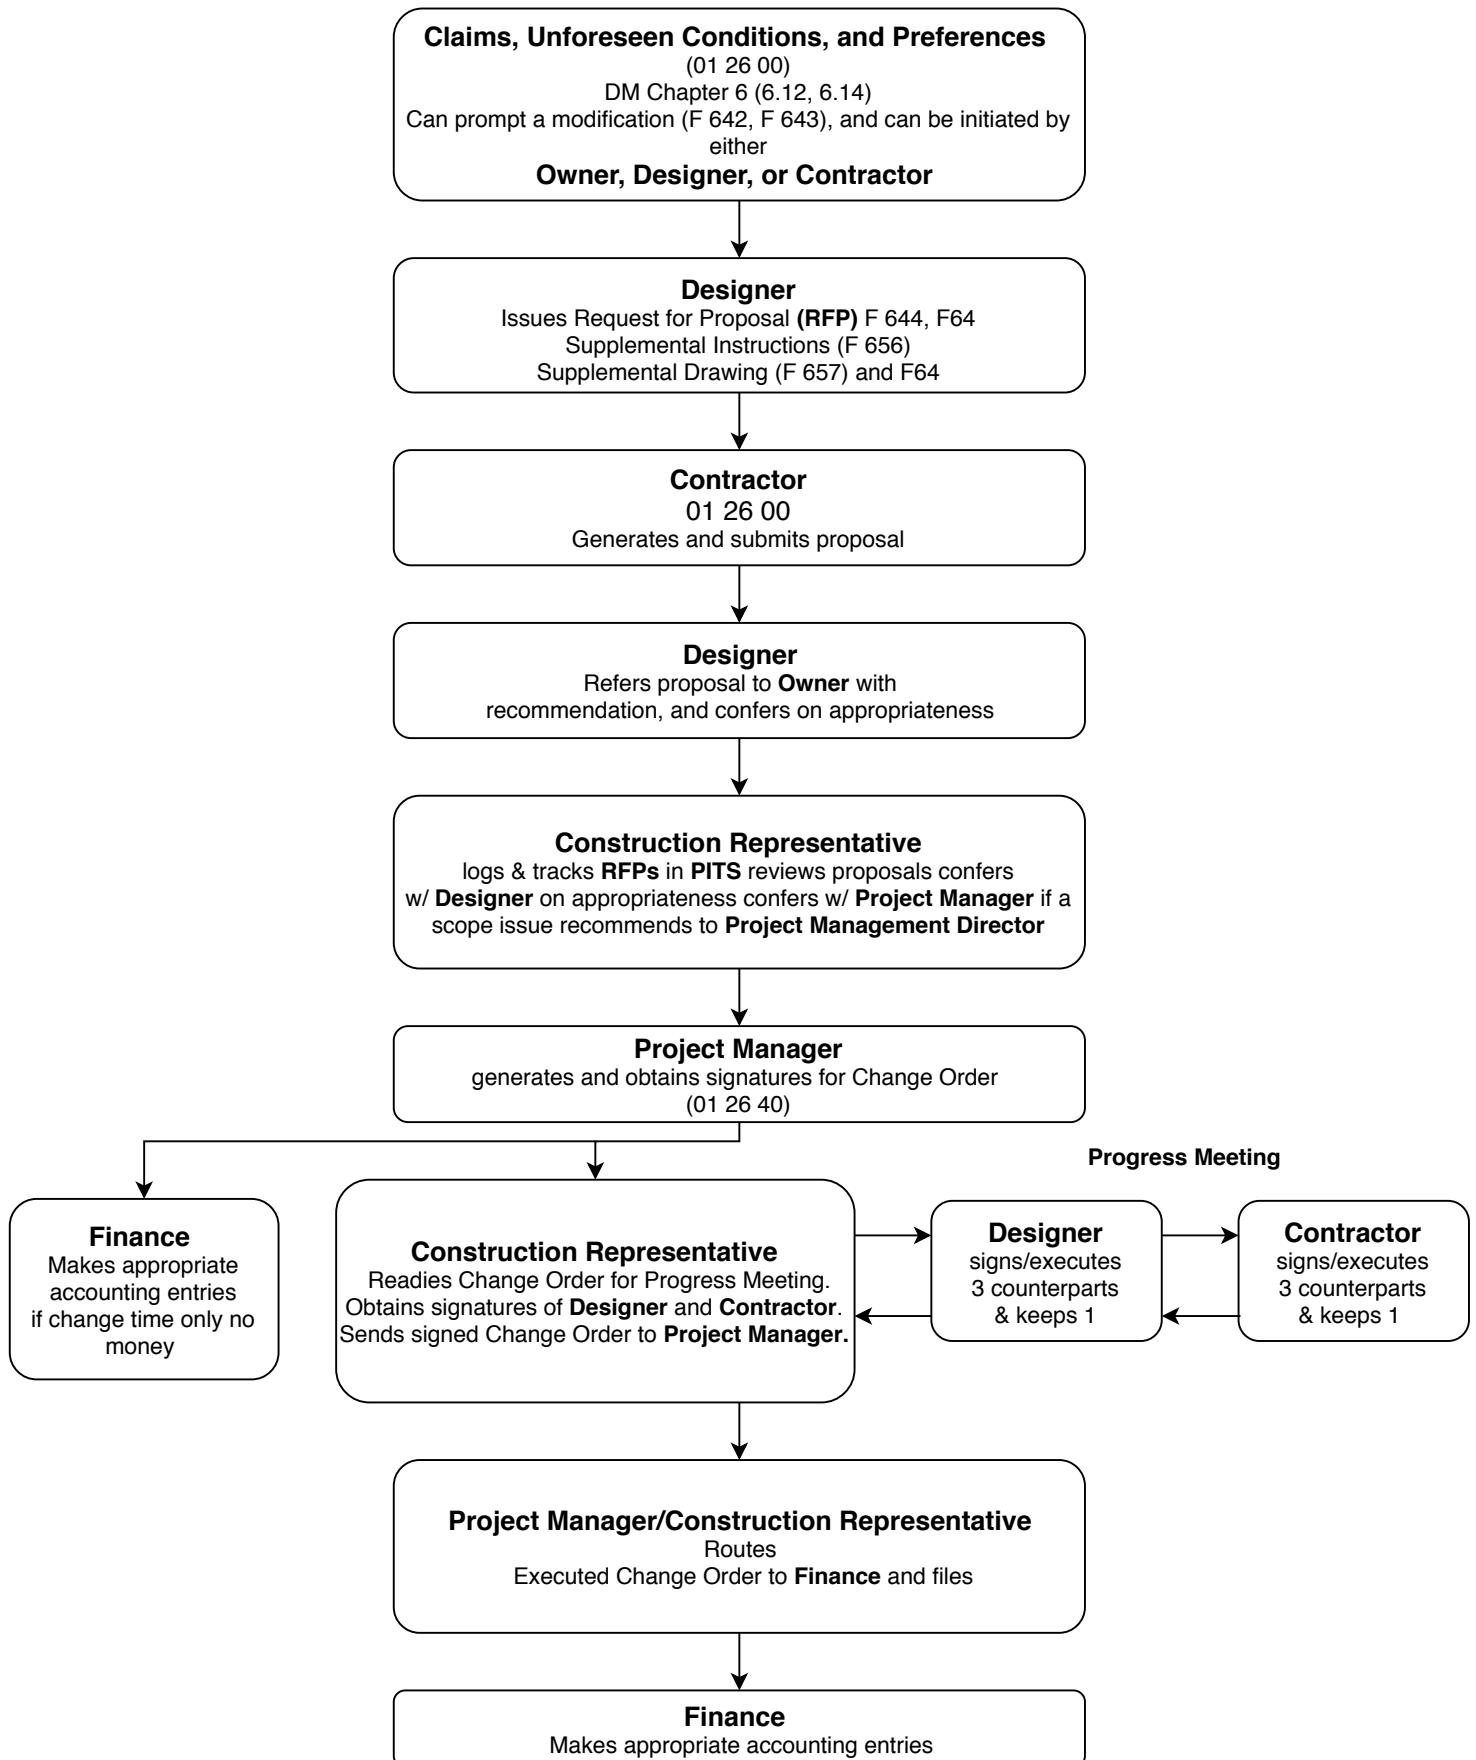 Claims, Unforeseen Conditions, and Preferences
(01 26 00)
DM Chapter 6 (6.12, 6.14)
Can prompt a modification (F 642, F 643), and can be initiated by
either
Owner, Designer, or Contractor
Designer
Issues Request for Proposal (RFP) F 644, F64
Supplemental Instructions (F 656)
Supplemental Drawing (F 657) and F64
Contractor
01 26 00
Generates and submits proposal
Designer
Refers proposal to Owner with
recommendation, and confers on appropriateness
Construction Representative
logs & tracks RFPs in PITS reviews proposals confers
w/ Designer on appropriateness confers w/ Project Manager if a
scope issue recommends to Project Management Director
Project Manager
generates and obtains signatures for Change Order
(01 26 40)
Finance
Makes appropriate
accounting entries
if change time only no
money
Construction Representative
Readies Change Order for Progress Meeting.
Obtains signatures of Designer and Contractor.
Sends signed Change Order to Project Manager.
Progress Meeting
Designer
signs/executes
3 counterparts
& keeps 1
Contractor
signs/executes
3 counterparts
& keeps 1
Project Manager/Construction Representative
Routes
Executed Change Order to Finance and files
Finance
Makes appropriate accounting entries